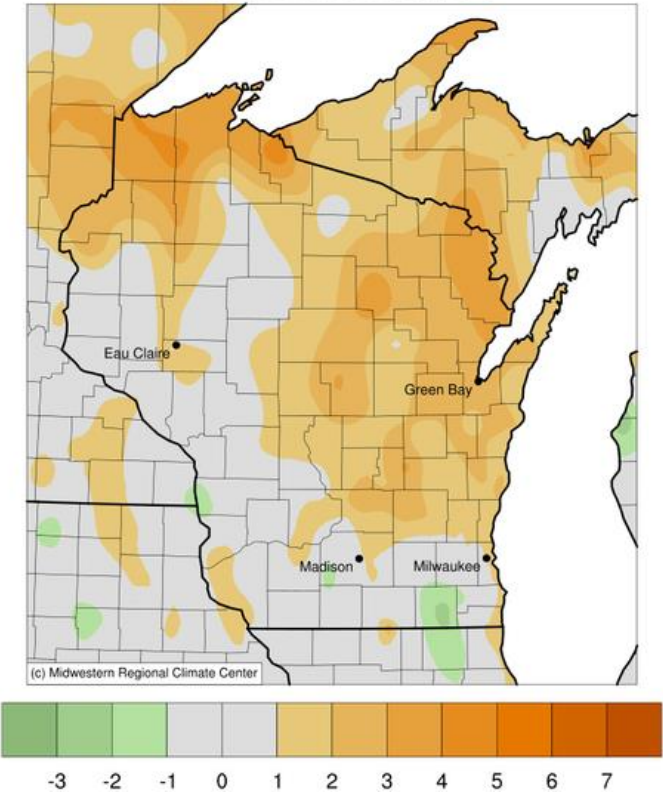 Eau Claire
Green Bay
Madison
Milwaukee
(c) Midwestern Regional Climate Center
-3 -2 -1 0 1 2 3 4 5 6 7